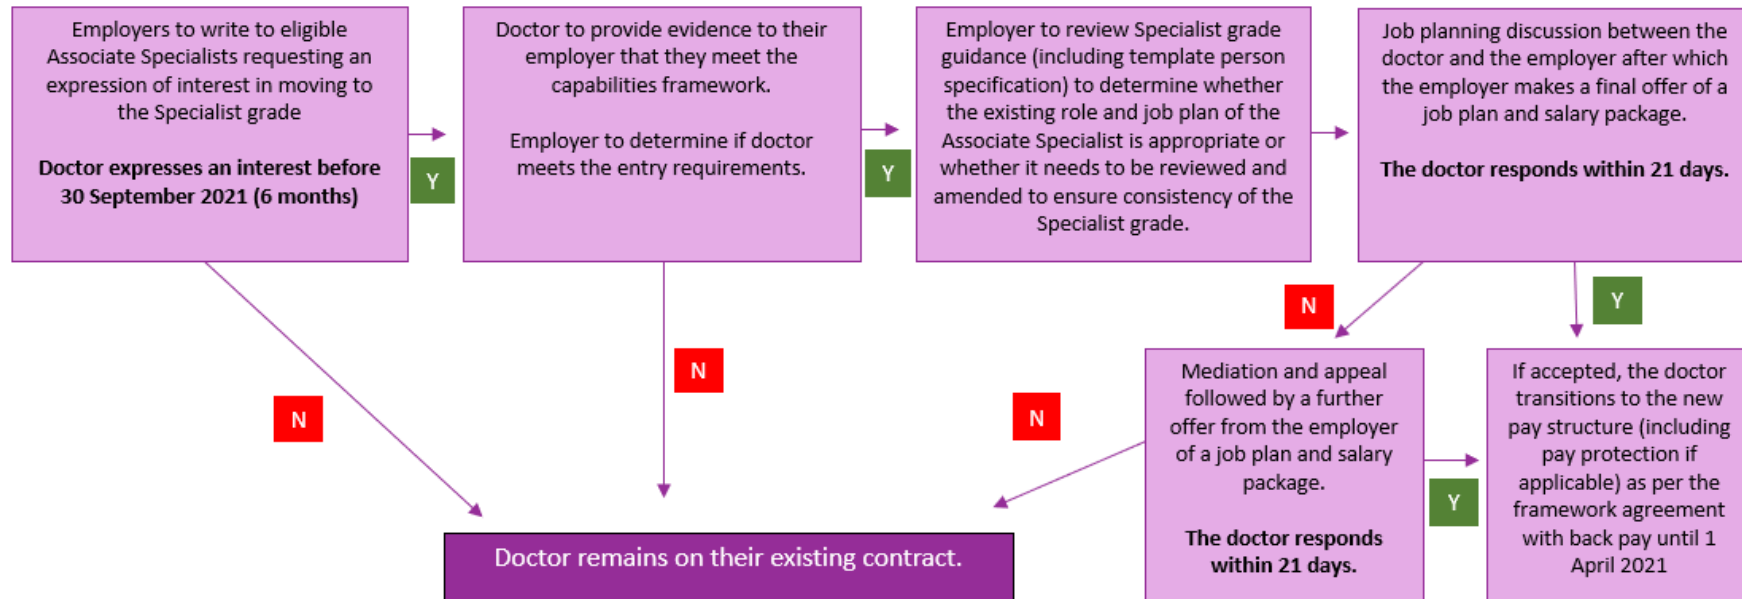 Employers to write to eligible
Associate Specialists requesting an
expression of interest in moving to
the Specialist grade
Doctor expresses an interest before
30 September 2021 (6 months)
Y
Doctor to provide evidence to their
employer that they meet the
capabilities framework.
Employer to determine if doctor
meets the entry requirements.
Y
Employer to review Specialist grade
guidance (including template person
specification) to determine whether
the existing role and job plan of the
Associate Specialist is appropriate or
whether it needs to be reviewed and
amended to ensure consistency of the
Specialist grade.
Job planning discussion between the
doctor and the employer after which
the employer makes a final offer of a
job plan and salary package.
The doctor responds within 21 days.
N
Y
N
N
N
Mediation and appeal
followed by a further
offer from the employer
of a job plan and salary
package.
The doctor responds
within 21 days.
Y
If accepted, the doctor
transitions to the new
pay structure (including
pay protection if
applicable) as per the
framework agreement
with back pay until 1
April 2021
Doctor remains on their existing contract.